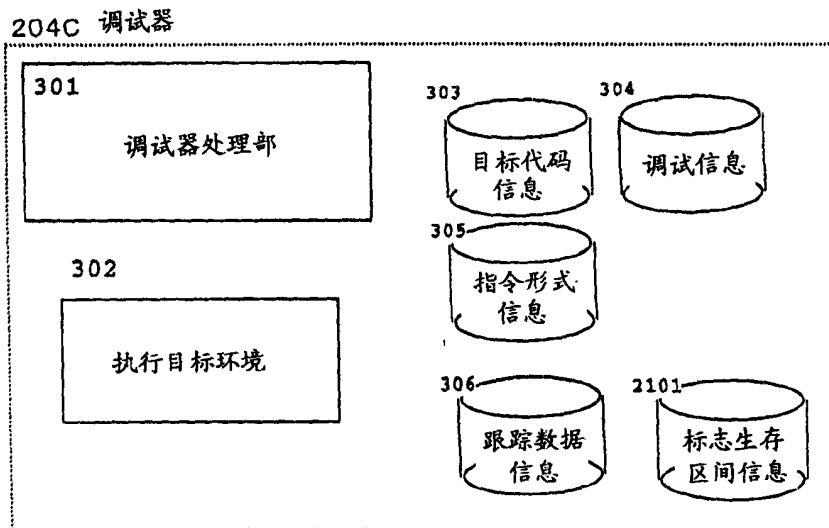 204C 调试器
301
调试器处理部
302
执行目标环境
303
目标代码
信息
304
调试信息
305
指令形式
信息
306
跟踪数据
信息
2101
标志生存
区间信息